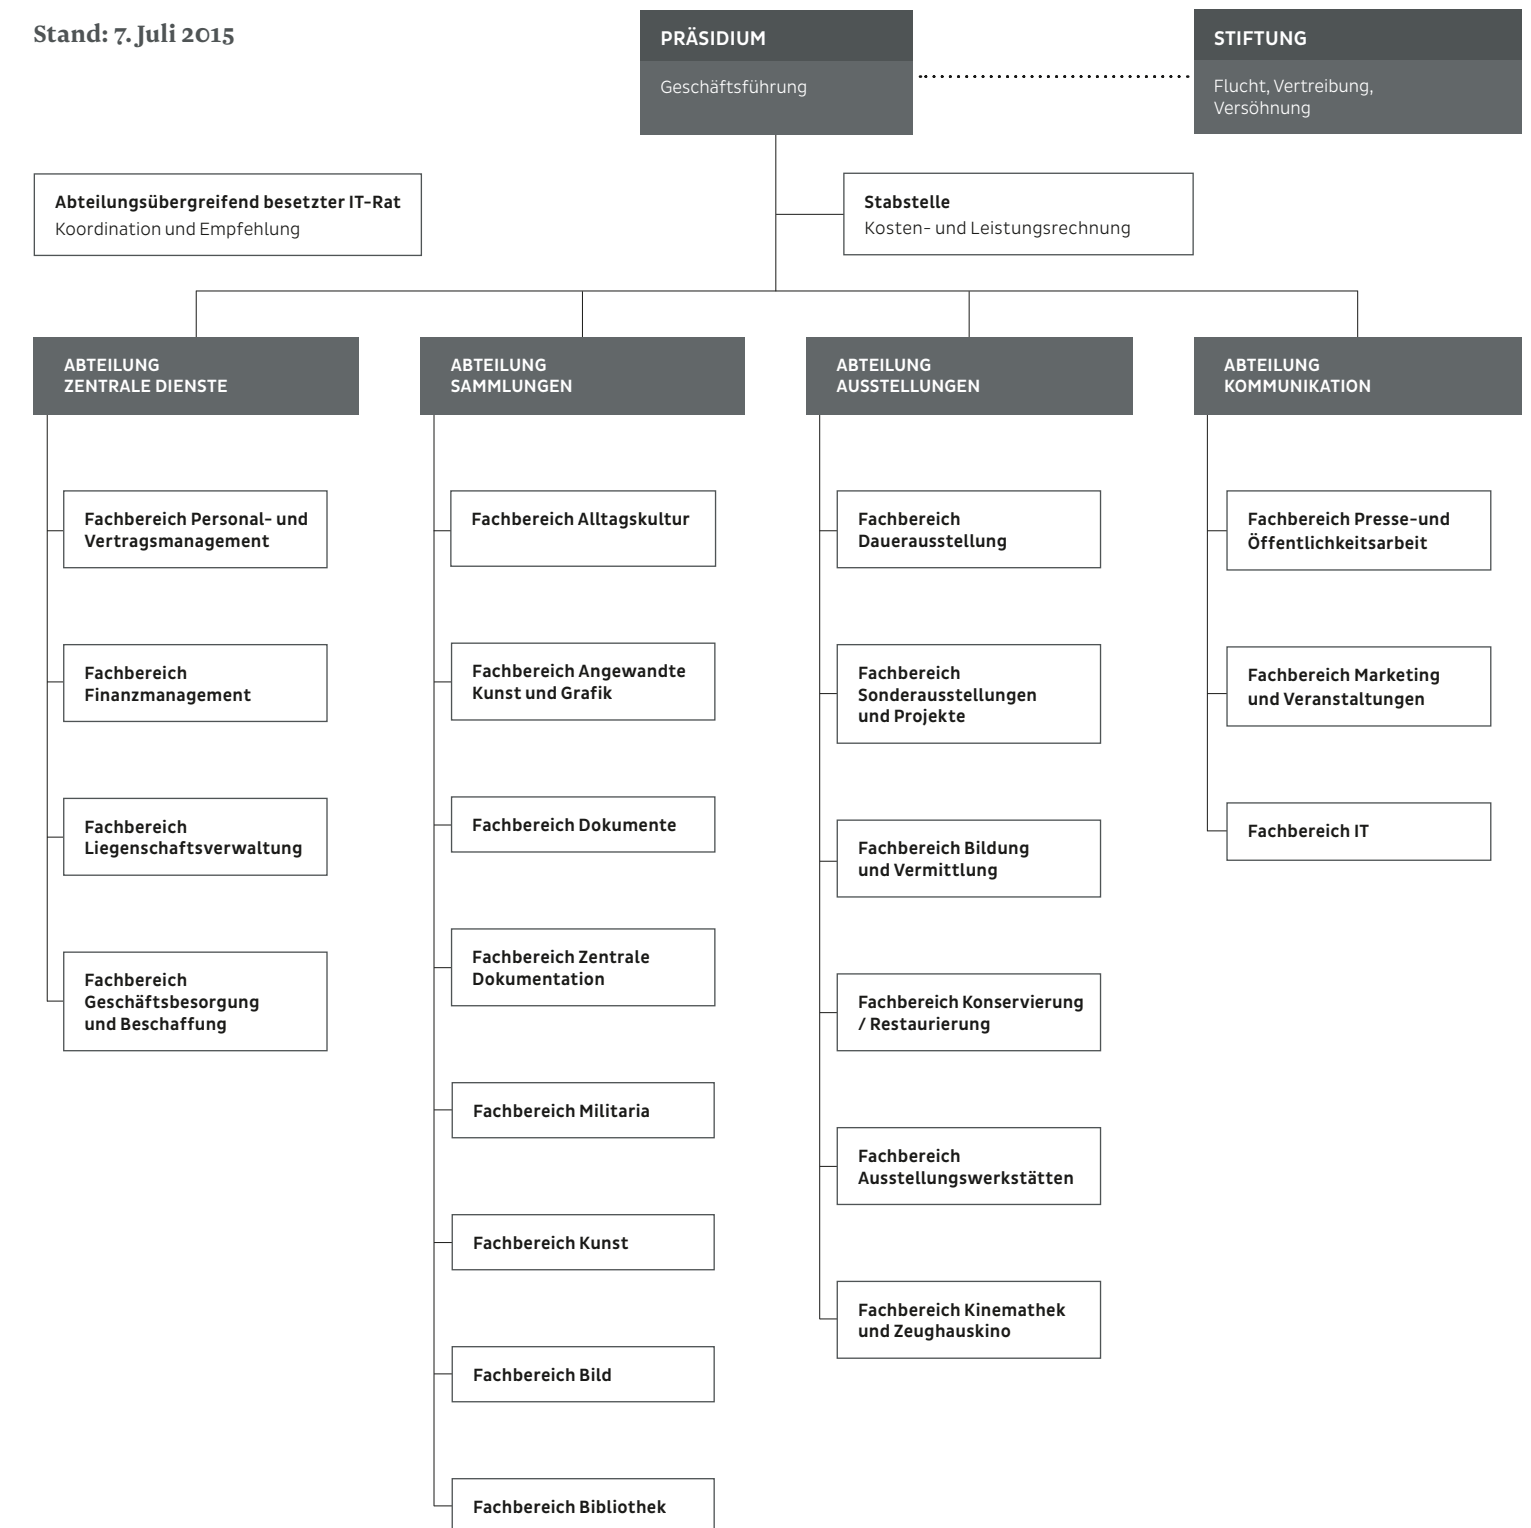 Stand: 7. Juli 2015
PRÄSIDIUM
Geschäftsführung
STIFTUNG
Flucht, Vertreibung,
Versöhnung
Abteilungsübergreifend besetzter IT-Rat
Koordination und Empfehlung
Stabstelle
Kosten- und Leistungsrechnung
ABTEILUNG
ZENTRALE DIENSTE
Fachbereich Personal- und
Vertragsmanagement
Fachbereich
Finanzmanagement
Fachbereich
Liegenschaftsverwaltung
Fachbereich
Geschäftsbesorgung
und Beschaffung
ABTEILUNG
SAMMLUNGEN
Fachbereich Alltagskultur
Fachbereich Angewandte
Kunst und Grafik
Fachbereich Dokumente
Fachbereich Zentrale
Dokumentation
Fachbereich Militaria
Fachbereich Kunst
Fachbereich Bild
Fachbereich Bibliothek
ABTEILUNG
AUSSTELLUNGEN
Fachbereich
Dauerausstellung
Fachbereich
Sonderausstellungen
und Projekte
Fachbereich Bildung
und Vermittlung
Fachbereich Konservierung
/ Restaurierung
Fachbereich
Ausstellungswerkstätten
Fachbereich Kinemathek
und Zeughauskino
ABTEILUNG
KOMMUNIKATION
Fachbereich Presse-und
Öffentlichkeitsarbeit
Fachbereich Marketing
und Veranstaltungen
Fachbereich IT